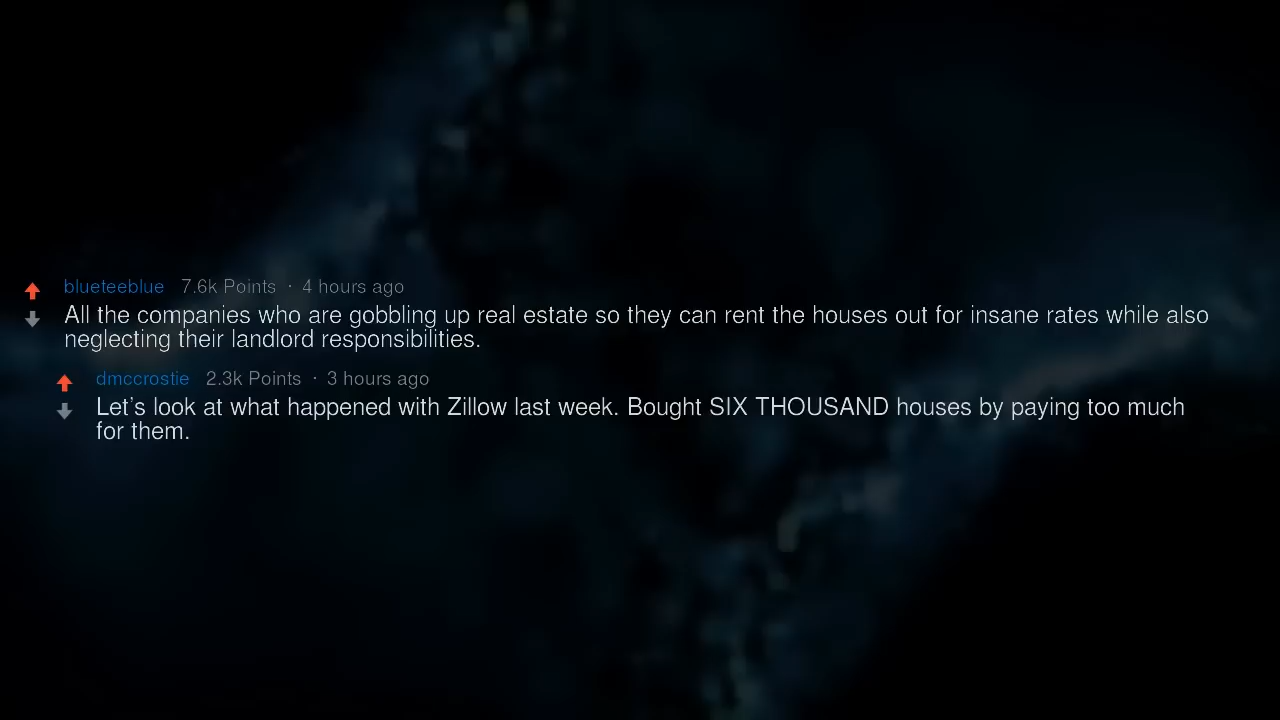 blueteeblue 7.6k Points · 4 hours ago
All the companies who are gobbling up real estate so they can rent the houses out for insane rates while also
neglecting their landlord responsibilities.
dmccrostie 2.3k Points · 3 hours ago
Let's look at what happened with Zillow last week. Bought SIX THOUSAND houses by paying too much
for them.